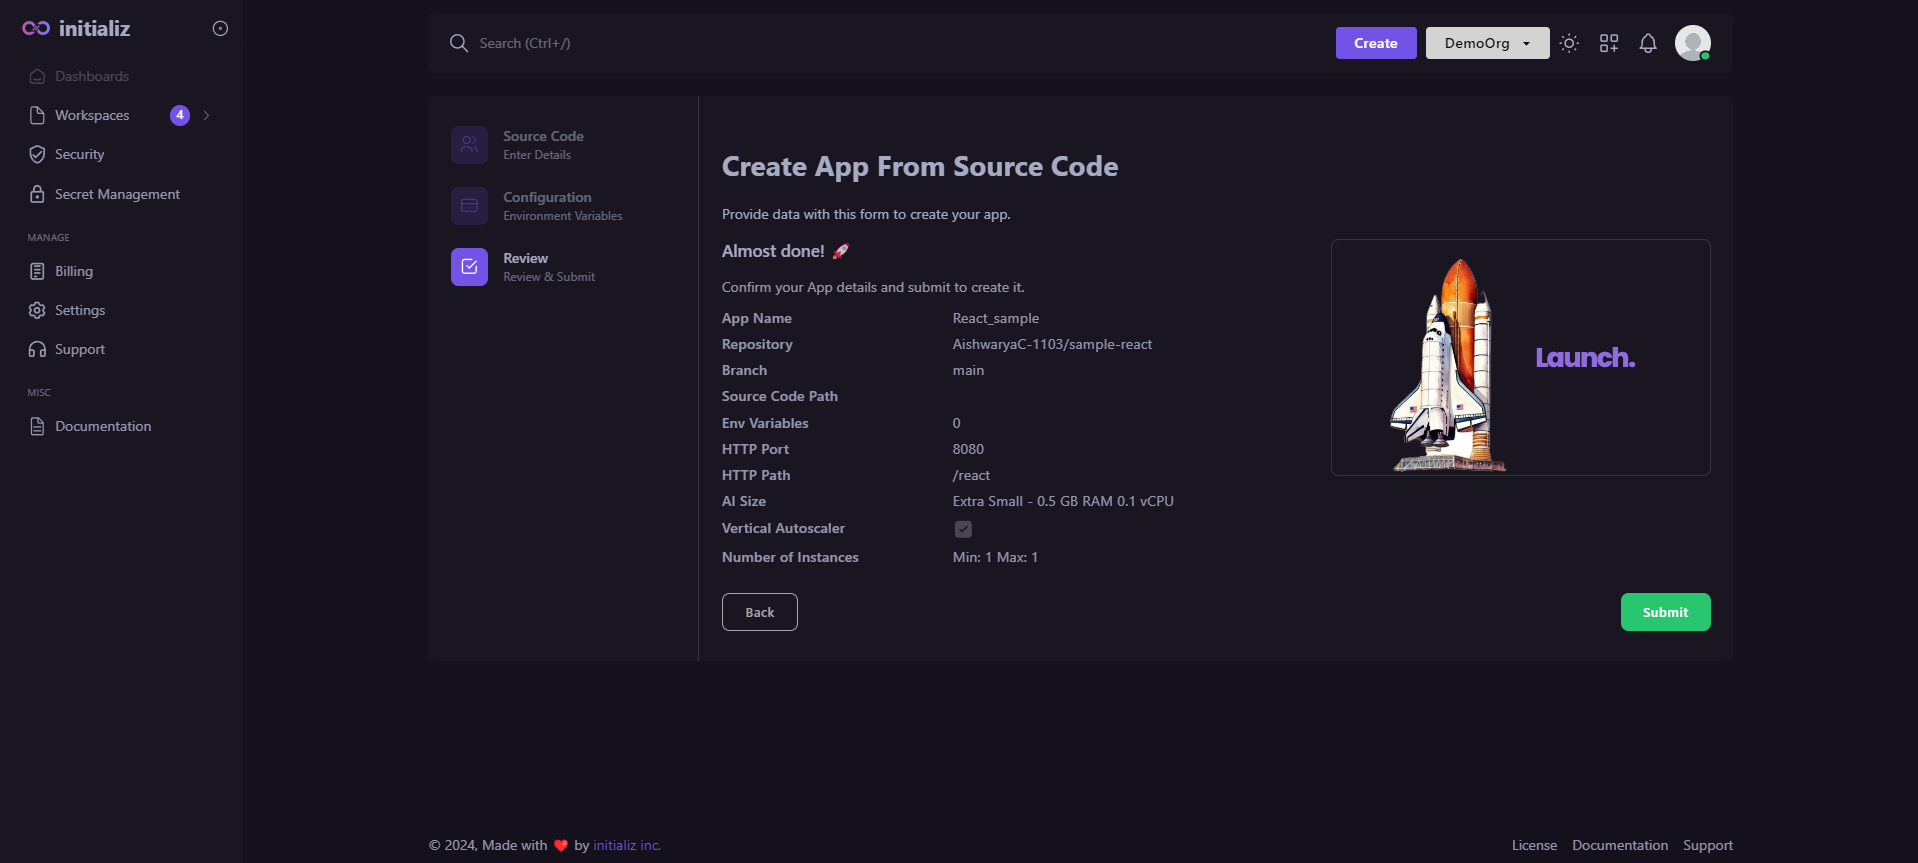 initializ
Dashboards
Workspaces 4
Security
Secret Management
MANAGE
Billing
Settings
Support
MISC
Documentation
Search (Ctrl+/)
Create
DemoOrg
Source Code
Enter Details
Configuration
Environment Variables
Review
Review & Submit
Create App From Source Code
Provide data with this form to create your app.
Almost done! 🚀
Confirm your App details and submit to create it.
App Name React_sample
Repository AishwaryaC-1103/sample-react
Branch main
Source Code Path
Env Variables 0
HTTP Port 8080
HTTP Path /react
AI Size Extra Small - 0.5 GB RAM 0.1 vCPU
Vertical Autoscaler
Number of Instances Min: 1 Max: 1
Launch.
Back
Submit
© 2024, Made with ❤️ by initializ inc.
License Documentation Support